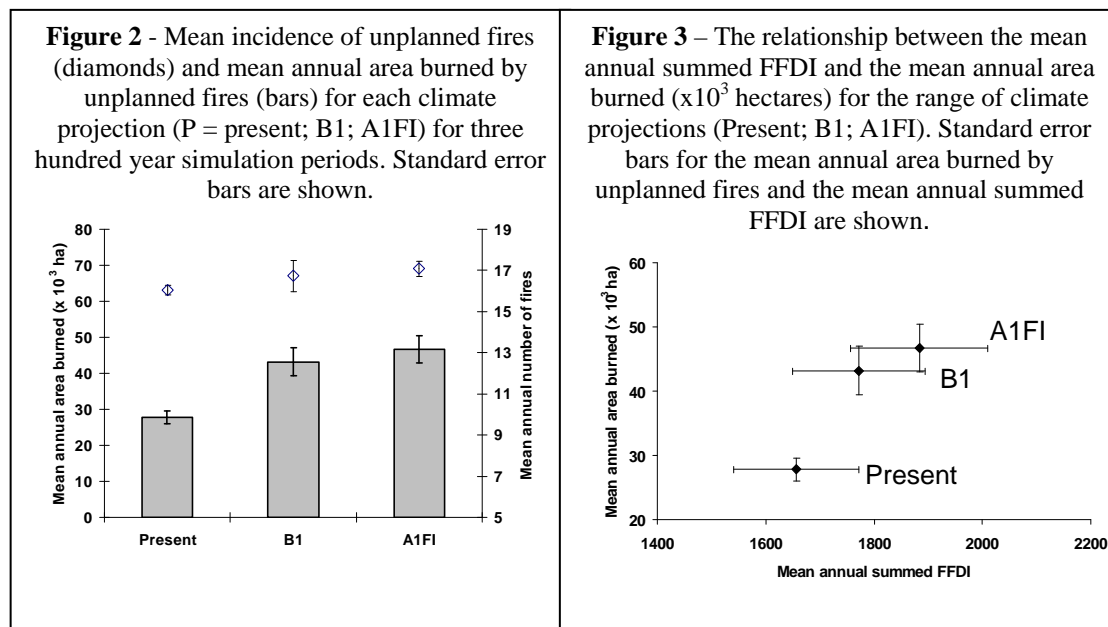 Figure 2 - Mean incidence of unplanned fires
(diamonds) and mean annual area burned by
unplanned fires (bars) for each climate
projection (P = present; B1; A1FI) for three
hundred year simulation periods. Standard error
bars are shown.
Mean annual area burned (x 10³ ha)
80
70
60
50
40
30
20
10
0
19
17
15
13
11
9
7
5
Mean annual number of fires
Present
B1
A1FI
Figure 3 – The relationship between the mean
annual summed FFDI and the mean annual area
burned (x10³ hectares) for the range of climate
projections (Present; B1; A1FI). Standard error
bars for the mean annual area burned by
unplanned fires and the mean annual summed
FFDI are shown.
Mean annual area burned (x 10³ ha)
60
50
40
30
20
A1FI
B1
Present
1400
1600
1800
2000
2200
Mean annual summed FFDI